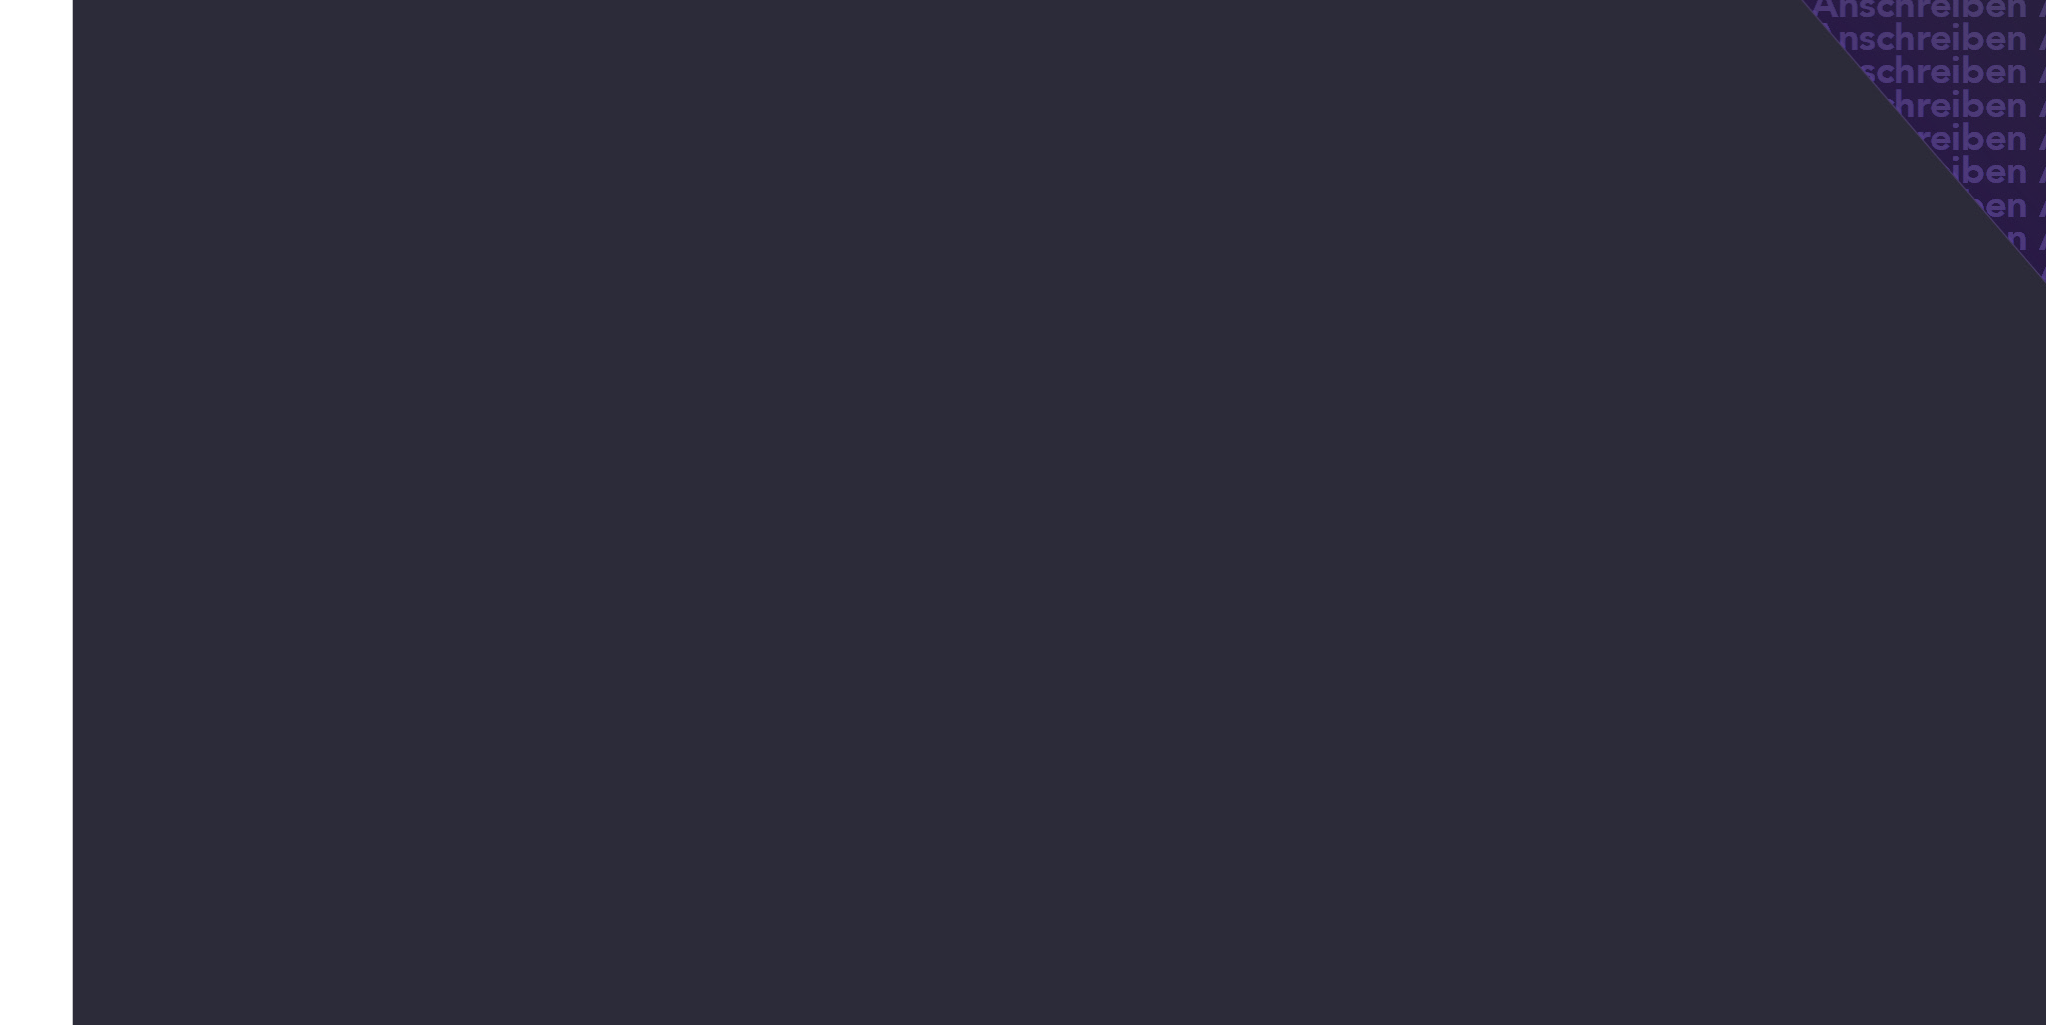 Anschreiben A
nschreiben A
schreiben A
hreiben A
reiben A
iben A
en A
n A